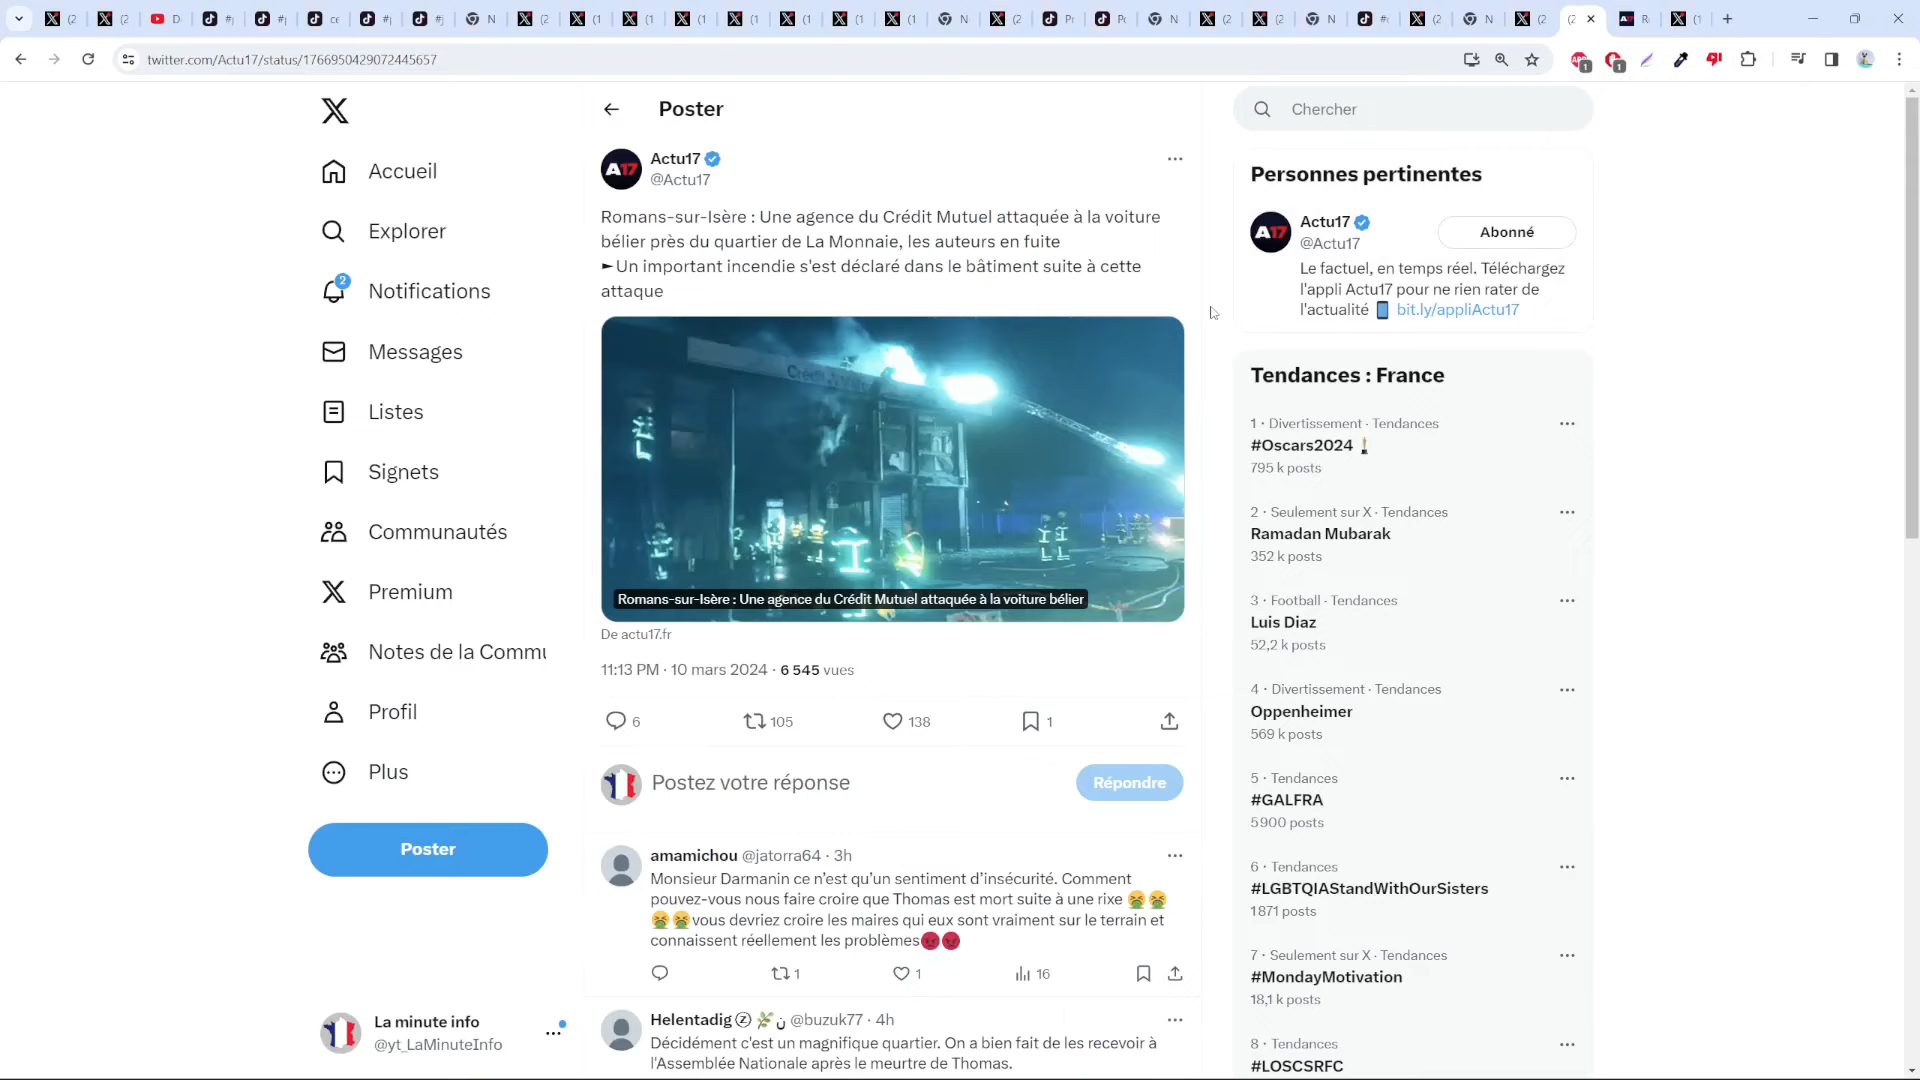 twitter.com/Actu17/status/1766950429072445657
Accueil
Explorer
2
Notifications
Messages
Listes
Signets
Communautés
Premium
Notes de la Commu
Profil
Plus
Poster
La minute info
@yt_LaMinuteInfo
Poster
A17
Actu17
@Actu17
Romans-sur-Isère : Une agence du Crédit Mutuel attaquée à la voiture
bélier près du quartier de La Monnaie, les auteurs en fuite
►Un important incendie s'est déclaré dans le bâtiment suite à cette
attaque
Romans-sur-Isère : Une agence du Crédit Mutuel attaquée à la voiture bélier
De actu17.fr
11:13 PM · 10 mars 2024 · 6 545 vues
6 105 138 1
Postez votre réponse
Répondre
amamichou @jatorra64 · 3h
Monsieur Darmanin ce n’est qu’un sentiment d’insécurité. Comment
pouvez-vous nous faire croire que Thomas est mort suite à une rixe 🤮🤮
🤮🤮vous devriez croire les maires qui eux sont vraiment sur le terrain et
connaissent réellement les problèmes😡😡
1 1 16
Helentadig ⓩ 🌿ن @buzuk77 · 4h
Décidément c'est un magnifique quartier. On a bien fait de les recevoir à
l'Assemblée Nationale après le meurtre de Thomas.
Chercher
Personnes pertinentes
A17
Actu17
@Actu17
Abonné
Le factuel, en temps réel. Téléchargez
l'appli Actu17 pour ne rien rater de
l'actualité 📱 bit.ly/appliActu17
Tendances : France
1 · Divertissement · Tendances
#Oscars2024
795 k posts
2 · Seulement sur X · Tendances
Ramadan Mubarak
352 k posts
3 · Football · Tendances
Luis Diaz
52,2 k posts
4 · Divertissement · Tendances
Oppenheimer
569 k posts
5 · Tendances
#GALFRA
5 900 posts
6 · Tendances
#LGBTQIAStandWithOurSisters
1 871 posts
7 · Seulement sur X · Tendances
#MondayMotivation
18,1 k posts
8 · Tendances
#LOSCSRFC